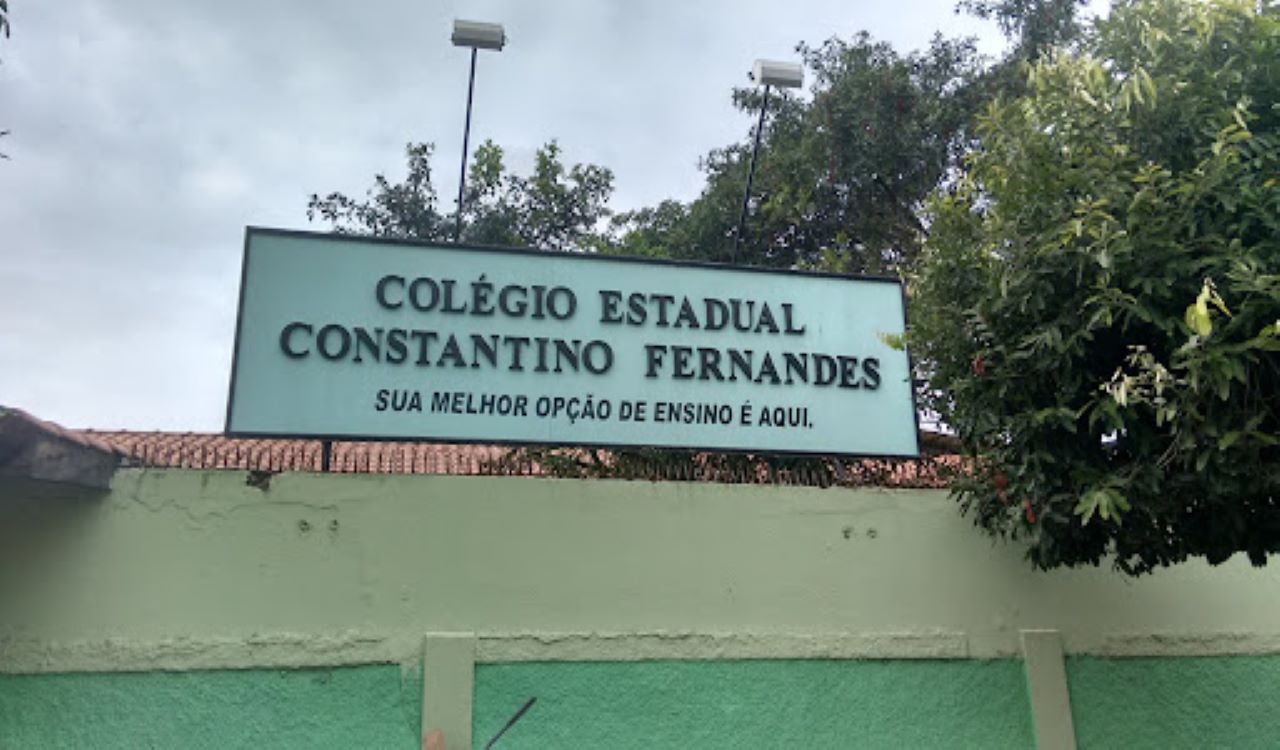 COLÉGIO ESTADUAL
CONSTANTINO FERNANDES
SUA MELHOR OPÇÃO DE ENSINO É AQUI.